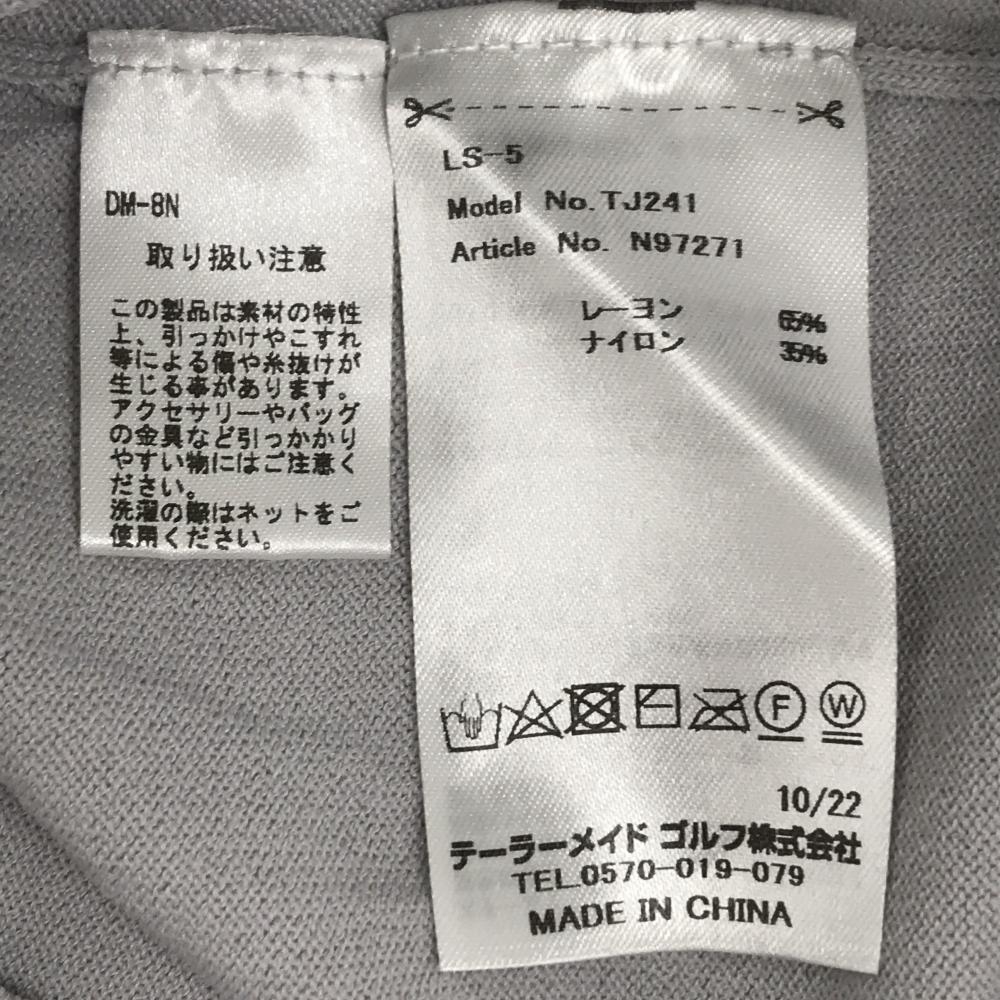 DM-8N
取り扱い注意
この製品は素材の特性
上、引っかけやこすれ
等による傷や糸抜けが
生じる事があります。
アクセサリーやバッグ
の金具など引っかかり
やすい物にはご注意く
ださい。
洗濯の際はネットをご
使用ください。
LS-5
Model No. TJ241
Article No. N97271
レーヨン 65%
ナイロン 35%
F W
10/22
テーラーメイド ゴルフ株式会社
TEL.0570-019-079
MADE IN CHINA